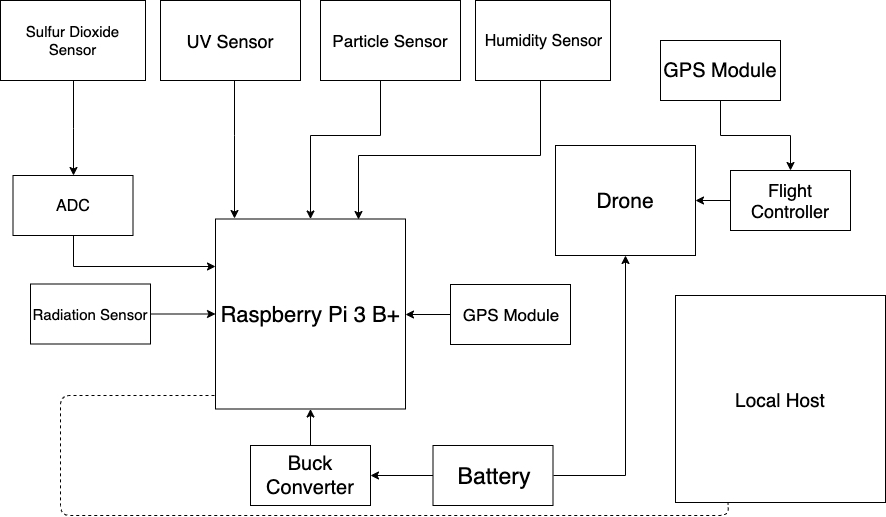 Sulfur Dioxide
Sensor
UV Sensor
Particle Sensor
Humidity Sensor
GPS Module
ADC
Drone
Flight
Controller
Radiation Sensor
Raspberry Pi 3 B+
GPS Module
Local Host
Buck
Converter
Battery